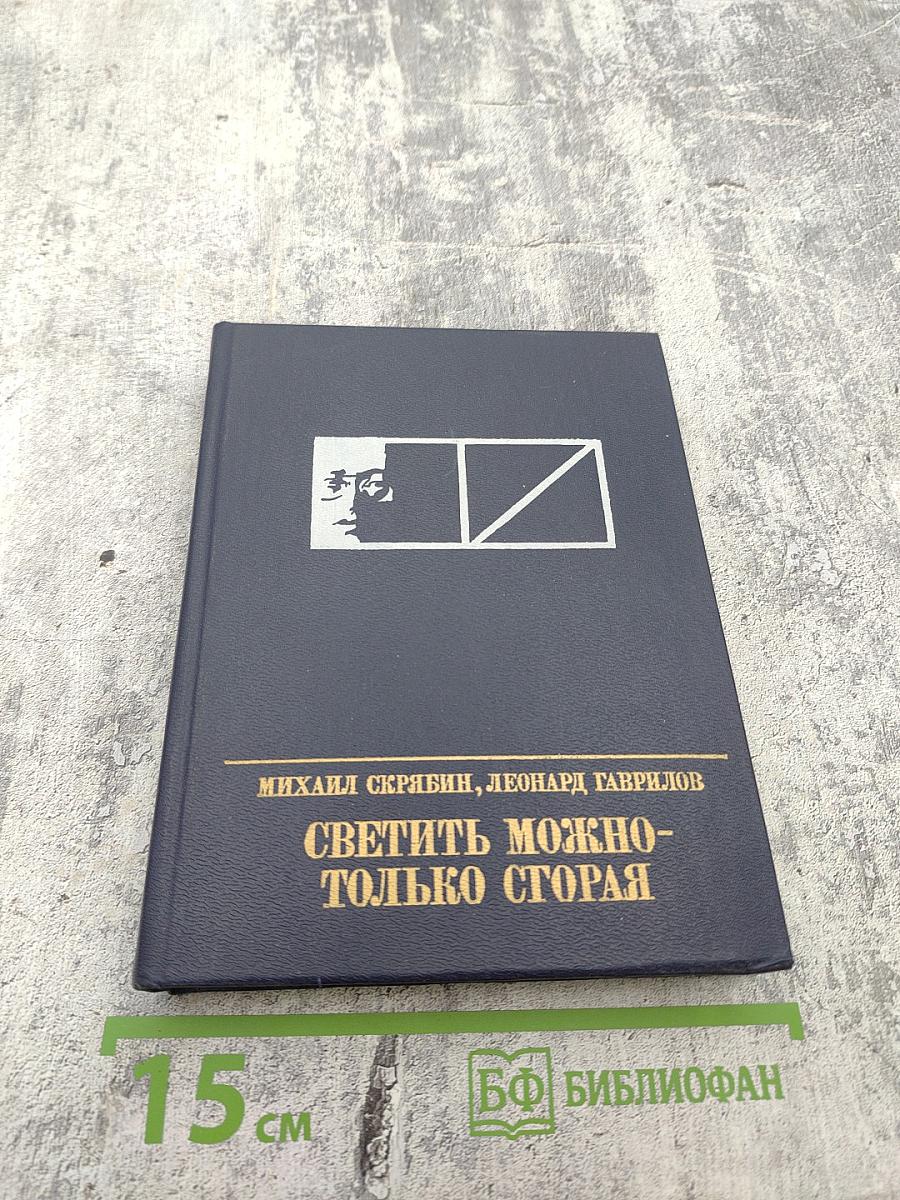 МИХАИЛ СКРЯБИН, ЛЕОНАРД ГАВРИЛОВ
СВЕТИТЬ МОЖНО-
ТОЛЬКО СГОРАЯ
15 СМ
БФ БИБЛИОФАН